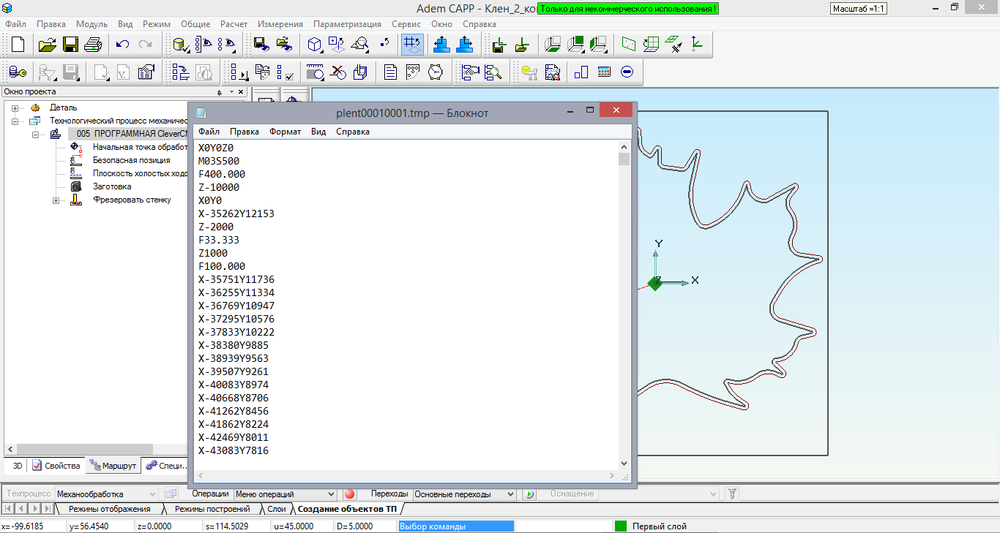 Adem CAPP - Клен_2_ко
Только для некоммерческого использования !
Масштаб =1:1
Файл Правка Модуль Вид Режим Общие Расчет Измерения Параметризация Сервис Окно Справка
Окно проекта
Деталь
Технологический процесс механичес
005 ПРОГРАММНАЯ CleverCN
Начальная точка обработ
Безопасная позиция
Плоскость холостых ходо
Заготовка
Фрезеровать стенку
plent00010001.tmp — Блокнот
Файл Правка Формат Вид Справка
X0Y0Z0
M03S500
F400.000
Z-10000
X0Y0
X-35262Y12153
Z-2000
F33.333
Z1000
F100.000
X-35751Y11736
X-36255Y11334
X-36769Y10947
X-37295Y10576
X-37833Y10222
X-38380Y9885
X-38939Y9563
X-39507Y9261
X-40083Y8974
X-40668Y8706
X-41262Y8456
X-41862Y8224
X-42469Y8011
X-43083Y7816
Y
Z
X
3D Свойства Маршрут Специ..
Техпроцесс Механообработка Операции Меню операций Переходы Основные переходы Оснащение
Режимы отображения Режимы построений Слои Создание объектов ТП
x=-99.6185 y=56.4540 z=0.0000 s=114.5029 u=45.0000 D=5.0000 Выбор команды Первый слой